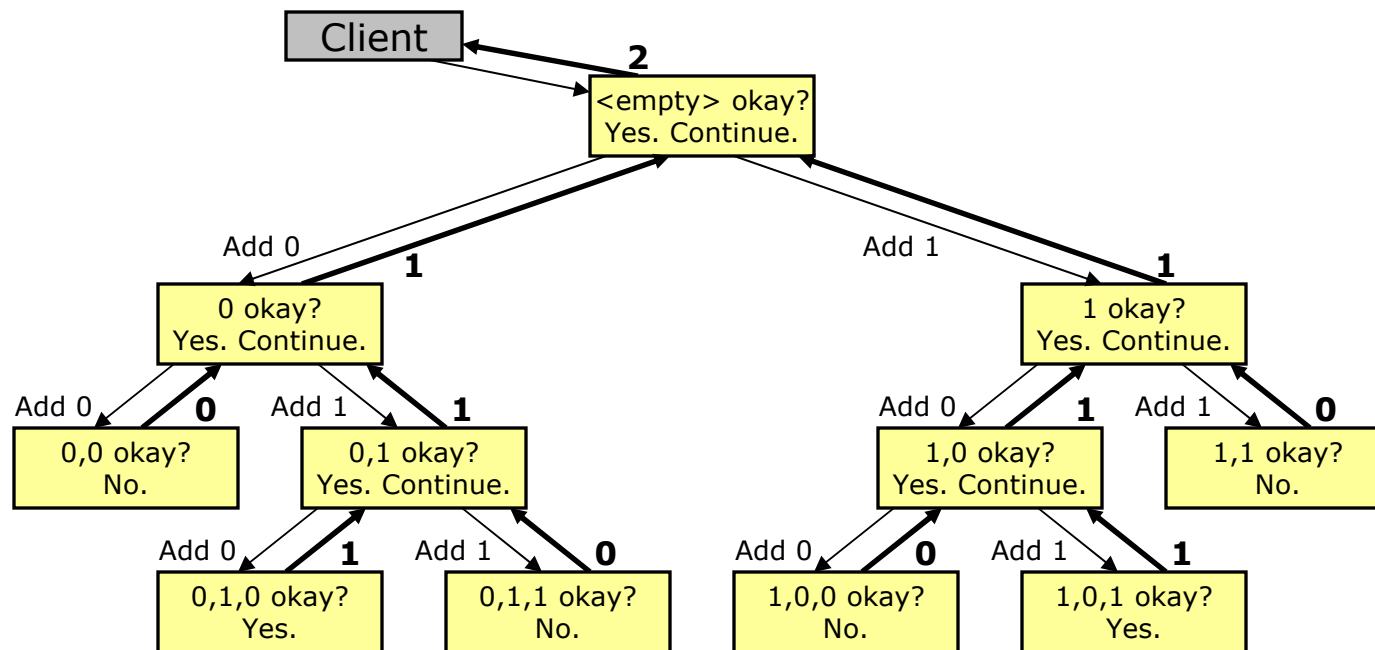 Client
2
<empty> okay?
Yes. Continue.
Add 0
1
Add 1
1
0 okay?
Yes. Continue.
1 okay?
Yes. Continue.
Add 0
0
Add 1
1
Add 0
1
Add 1
0
0,0 okay?
No.
0,1 okay?
Yes. Continue.
1,0 okay?
Yes. Continue.
1,1 okay?
No.
Add 0
1
Add 1
0
Add 0
0
Add 1
1
0,1,0 okay?
Yes.
0,1,1 okay?
No.
1,0,0 okay?
No.
1,0,1 okay?
Yes.